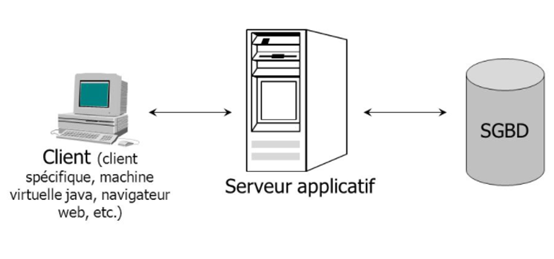 Client (client
spécifique, machine
virtuelle java, navigateur
web, etc.)
Serveur applicatif
SGBD